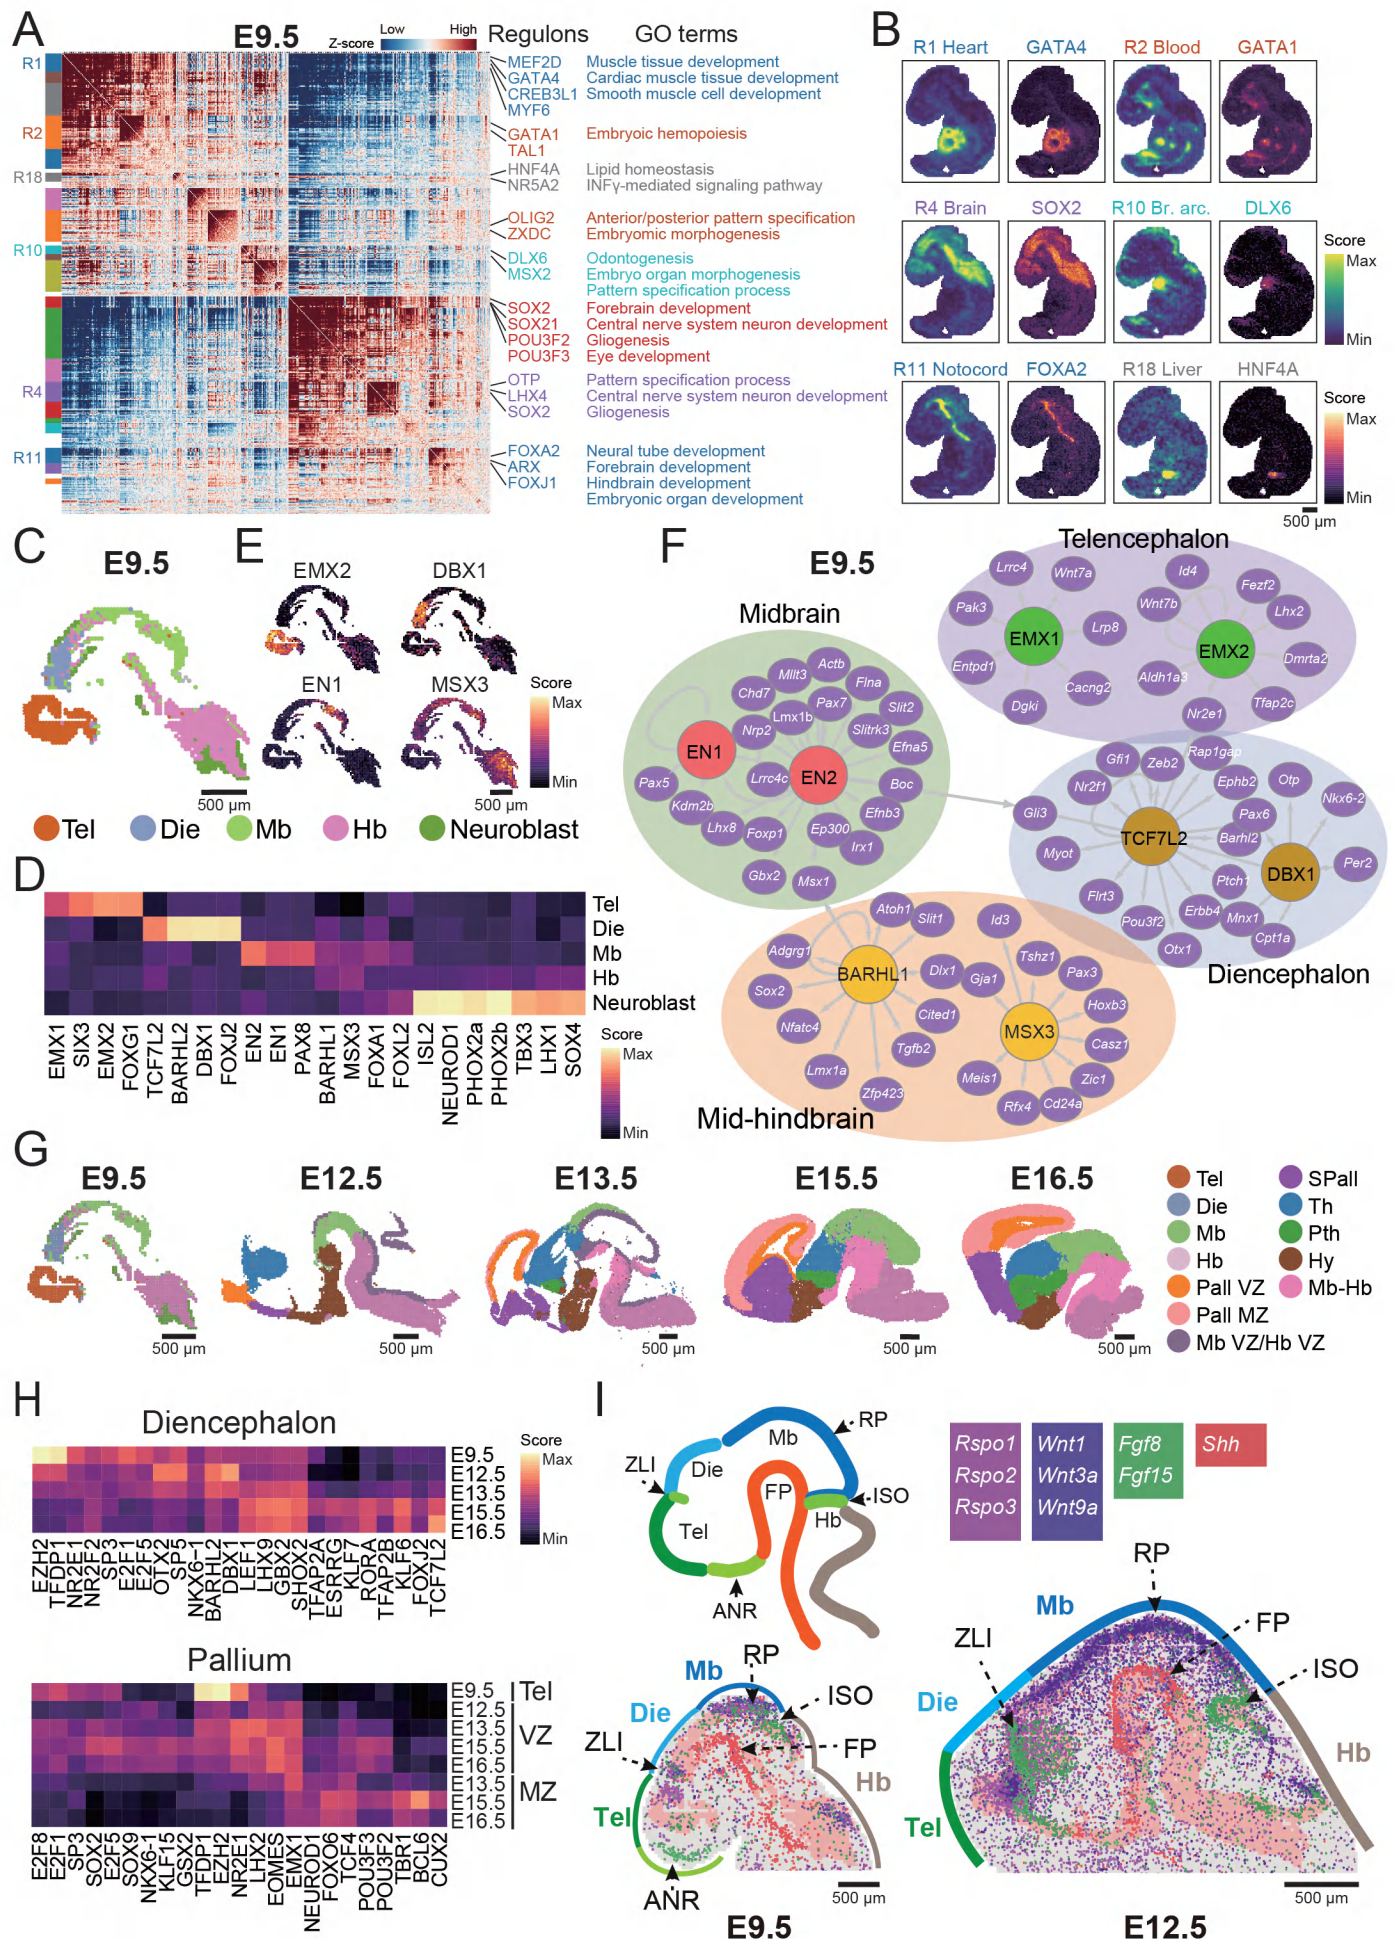 A
E9.5
Z-score
Low
High
Regulons
GO terms
R1
R2
R18
R10
R4
R11
MEF2D Muscle tissue development
GATA4 Cardiac muscle tissue development
CREB3L1 Smooth muscle cell development
MYF6
GATA1 Embryoic hemopoiesis
TAL1
HNF4A Lipid homeostasis
NR5A2 INFγ-mediated signaling pathway
OLIG2 Anterior/posterior pattern specification
ZXDC Embryomic morphogenesis
DLX6 Odontogenesis
MSX2 Embryo organ morphogenesis
Pattern specification process
SOX2 Forebrain development
SOX21 Central nerve system neuron development
POU3F2 Gliogenesis
POU3F3 Eye development
OTP Pattern specification process
LHX4 Central nerve system neuron development
SOX2 Gliogenesis
FOXA2 Neural tube development
ARX Forebrain development
FOXJ1 Hindbrain development
Embryonic organ development
B
R1 Heart GATA4 R2 Blood GATA1
R4 Brain SOX2 R10 Br. arc. DLX6
R11 Notocord FOXA2 R18 Liver HNF4A
Score
Max
Min
Score
Max
Min
500 µm
C
E9.5
500 µm
Tel Die Mb Hb Neuroblast
E
EMX2 DBX1
EN1 MSX3
Score
Max
Min
500 µm
D
Tel
Die
Mb
Hb
Neuroblast
EMX1 SIX3 EMX2 FOXG1 TCF7L2 BARHL2 DBX1 FOXJ2 EN2 EN1 PAX8 BARHL1 MSX3 FOXA1 FOXL2 ISL2 NEUROD1 PHOX2a PHOX2b TBX3 LHX1 SOX4
Score
Max
Min
F
E9.5
Telencephalon
Lrrc4
Wnt7a
Pak3
EMX1
Lrp8
Entpd1
Cacng2
Dgki
Id4
Fezf2
Wnt7b
Lhx2
EMX2
Dmrta2
Aldh1a3
Tfap2c
Nr2e1
Midbrain
Actb
Mllt3
Flna
Chd7
Pax7
Slit2
Lmx1b
Nrp2
Slitrk3
Efna5
EN1
EN2
Pax5
Lrrc4c
Boc
Kdm2b
Efnb3
Lhx8
Foxp1
Ep300
Irx1
Gbx2
Msx1
Rap1gap
Gfi1
Zeb2
Nr2f1
Ephb2
Otp
Nkx6-2
Gli3
Pax6
TCF7L2
Barhl2
Myot
Per2
DBX1
Ptch1
Flrt3
Erbb4
Mnx1
Pou3f2
Cpt1a
Otx1
Diencephalon
Atoh1
Slit1
Id3
Adgrg1
Tshz1
BARHL1
Dlx1
Gja1
Pax3
Sox2
Hoxb3
Cited1
Nfatc4
MSX3
Casz1
Tgfb2
Lmx1a
Meis1
Zic1
Zfp423
Rfx4
Cd24a
Mid-hindbrain
G
E9.5 E12.5 E13.5 E15.5 E16.5
500 µm 500 µm 500 µm 500 µm 500 µm
Tel SPall
Die Th
Mb Pth
Hb Hy
Pall VZ Mb-Hb
Pall MZ
Mb VZ/Hb VZ
H
Diencephalon
E9.5
E12.5
E13.5
E15.5
E16.5
Score
Max
Min
EZH2 TFDP1 NR2E1 NR2F2 SP3 E2F1 E2F5 OTX2 SP5 NKX6-1 BARHL2 DBX1 LEF1 LHX9 GBX2 SHOX2 TFAP2A ESRRG KLF7 RORA TFAP2B KLF6 FOXJ2 TCF7L2
Pallium
E9.5 Tel
E12.5
E13.5 VZ
E15.5
E16.5
E13.5
E15.5 MZ
E16.5
E2F8 E2F1 SP3 SOX2 E2F5 SOX9 NKX6-1 KLF15 GSX2 TFDP1 EZH2 NR2E1 LHX2 EOMES EMX1 NEUROD1 FOXO6 TCF4 POU3F3 POU3F2 TBR1 BCL6 CUX2
I
Mb
RP
ZLI
Die
FP
ISO
Hb
Tel
ANR
Rspo1 Wnt1 Fgf8 Shh
Rspo2 Wnt3a Fgf15
Rspo3 Wnt9a
RP
Mb
ISO
Die
ZLI
FP
Hb
Tel
ANR
500 µm
E9.5
RP
Mb
FP
ZLI
ISO
Die
Hb
Tel
500 µm
E12.5